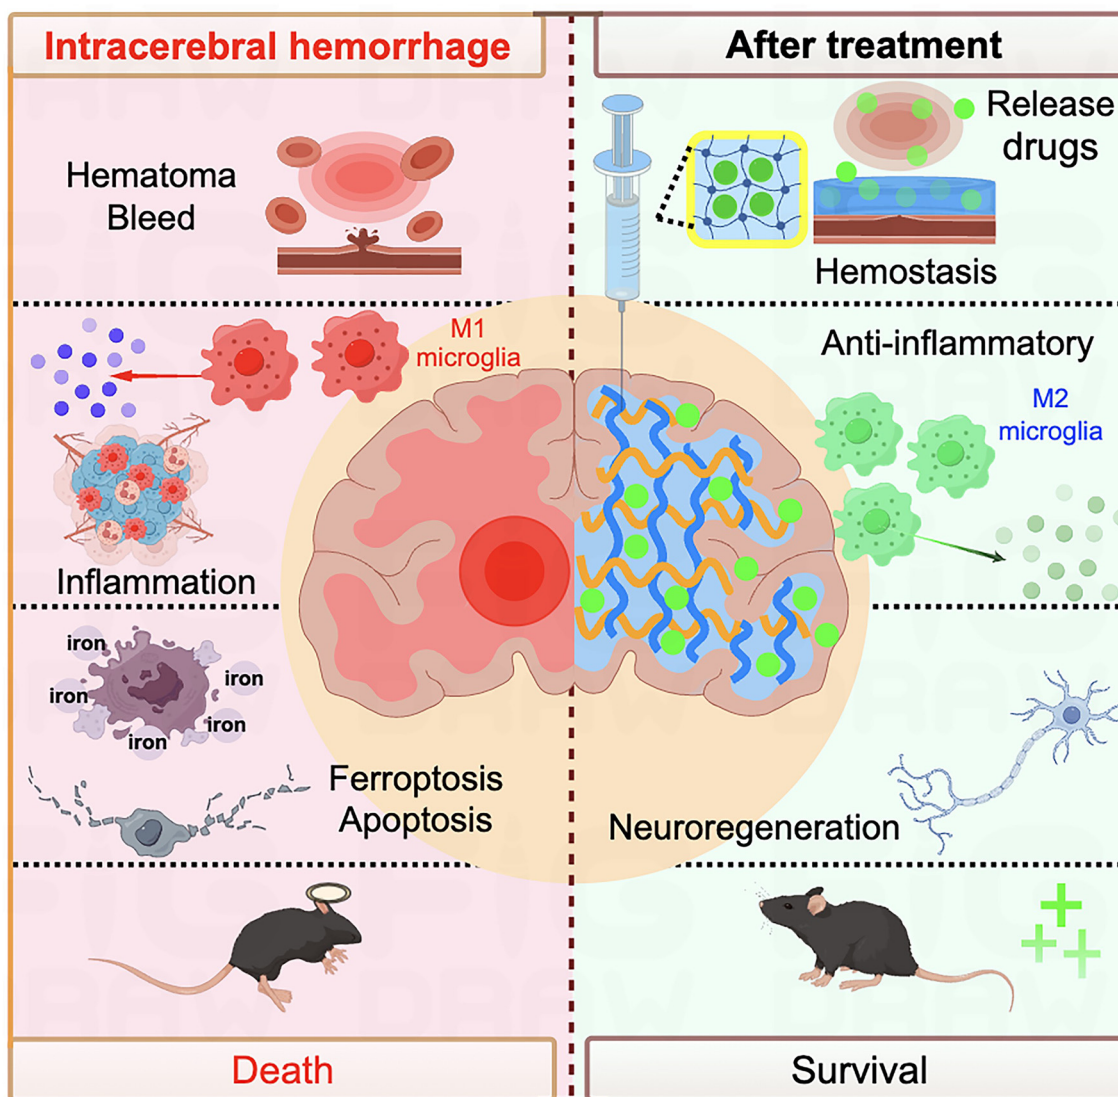 Intracerebral hemorrhage
After treatment
Hematoma
Bleed
Release
drugs
Hemostasis
M1
microglia
Inflammation
Anti-inflammatory
M2
microglia
iron
iron
iron
iron
iron
Ferroptosis
Apoptosis
Neuroregeneration
Death
Survival